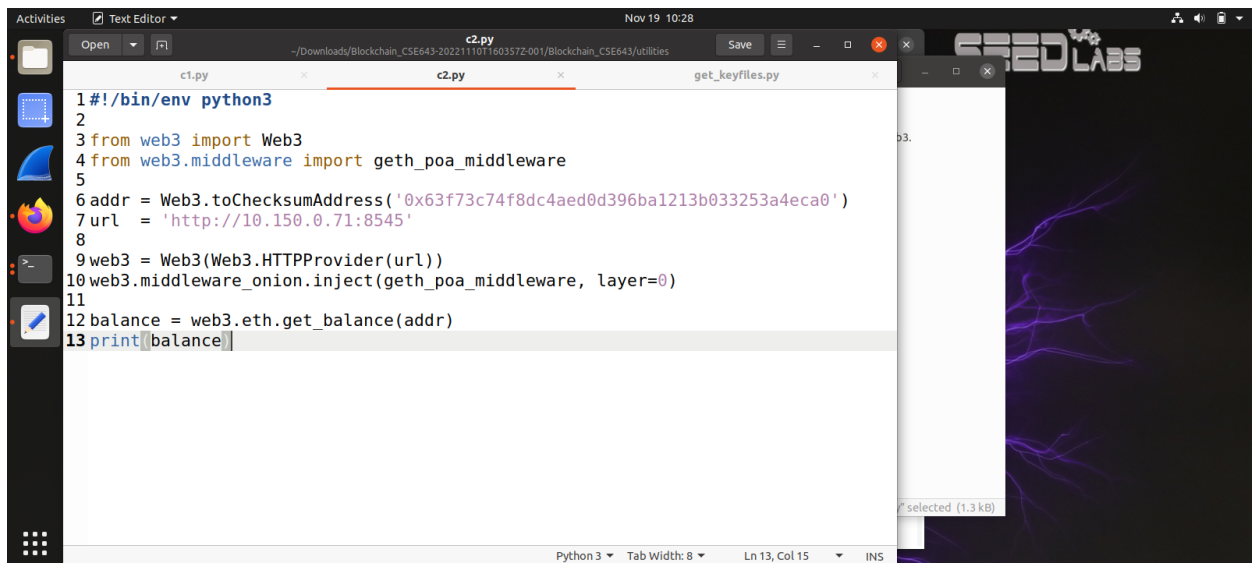 Activities Text Editor Nov 19 10:28
Open c2.py Save
~/Downloads/Blockchain_CSE643-20221110T160357Z-001/Blockchain_CSE643/utilities
SEEDLABS
c1.py c2.py get_keyfiles.py
1 #!/bin/env python3
2
3 from web3 import Web3
b3.
4 from web3.middleware import geth_poa_middleware
5
6 addr = Web3.toChecksumAddress('0x63f73c74f8dc4aed0d396ba1213b033253a4eca0')
7 url  = 'http://10.150.0.71:8545'
8
9 web3 = Web3(Web3.HTTPProvider(url))
10 web3.middleware_onion.inject(geth_poa_middleware, layer=0)
11
12 balance = web3.eth.get_balance(addr)
13 print(balance)
y" selected (1.3 kB)
Python 3 Tab Width: 8 Ln 13, Col 15 INS